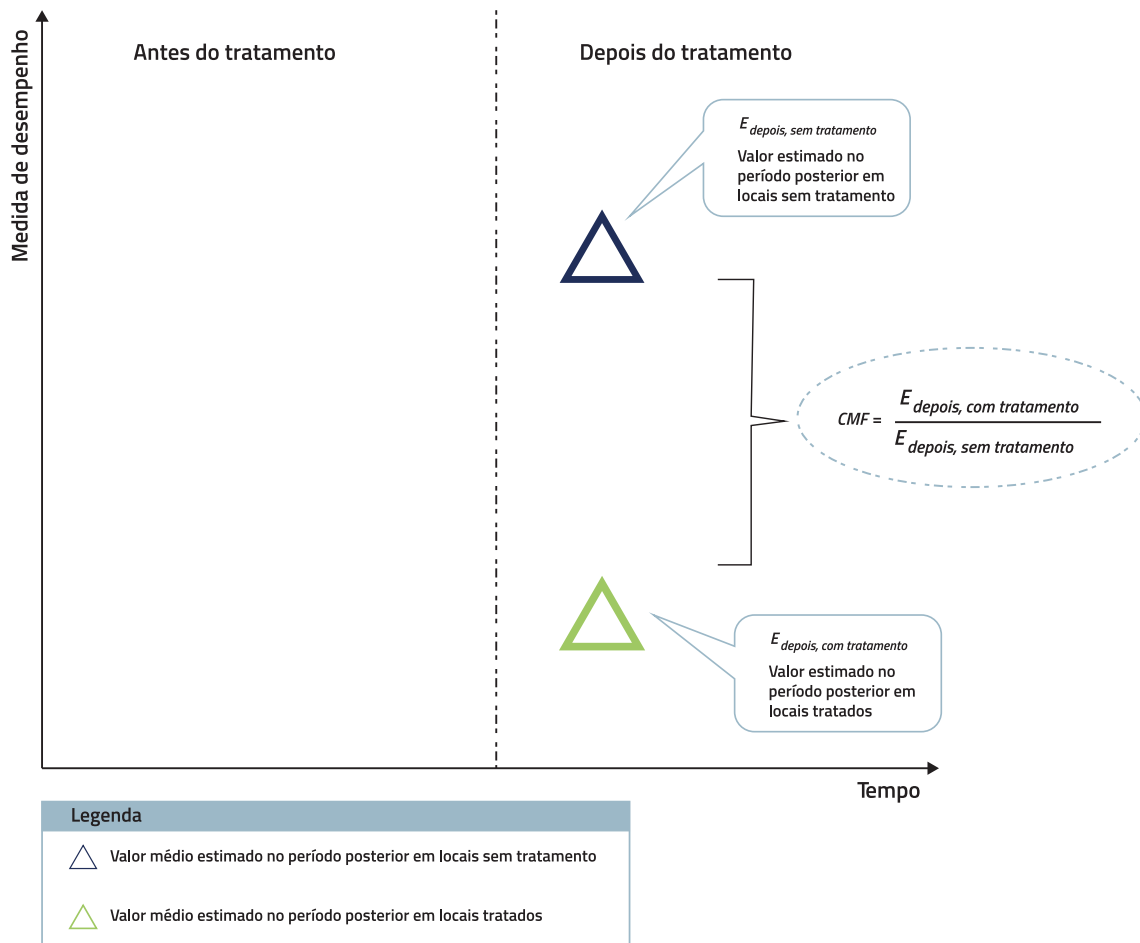 Medida de desempenho
Antes do tratamento
Depois do tratamento
E depois, sem tratamento
Valor estimado no
período posterior em
locais sem tratamento
CMF = E depois, com tratamento
E depois, sem tratamento
E depois, com tratamento
Valor estimado no
período posterior em
locais tratados
Tempo
Legenda
Valor médio estimado no período posterior em locais sem tratamento
Valor médio estimado no período posterior em locais tratados